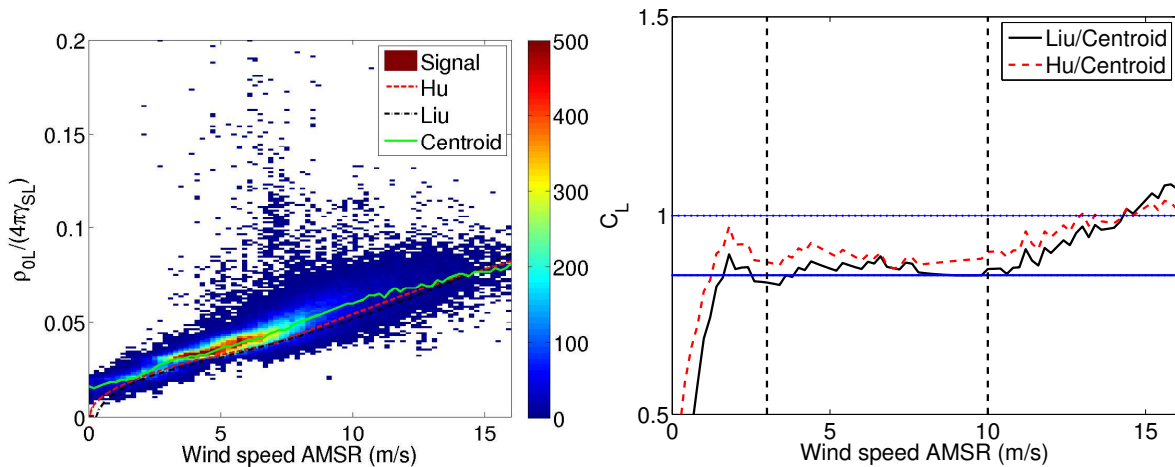 0.2
0.15
0.1
0.05
0
0
5
10
15
ρ0L/(4πγSL)
Wind speed AMSR (m/s)
Signal
Hu
Liu
Centroid
500
400
300
200
100
0
1.5
1
0.5
0
5
10
15
CL
Wind speed AMSR (m/s)
Liu/Centroid
Hu/Centroid